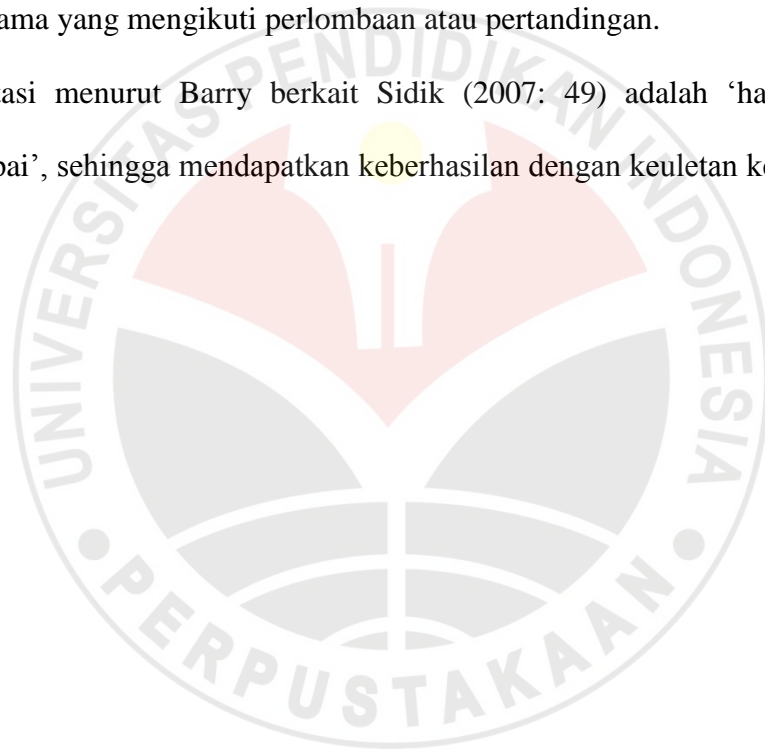 ama yang mengikuti perlombaan atau pertandingan.
tasi menurut Barry berkait Sidik (2007: 49) adalah ‘ha
pai’, sehingga mendapatkan keberhasilan dengan keuletan ke
UNIVERSITAS PENDIDIKAN INDONESIA
PERPUSTAKAAN